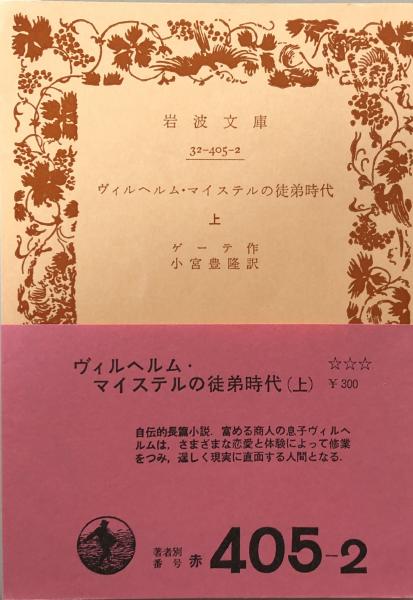 岩波文庫
32-405-2
ヴィルヘルム・マイステルの徒弟時代
上
ゲーテ作
小宮豊隆訳
ヴィルヘルム・
マイステルの徒弟時代(上)
☆☆☆
¥300
自伝的長篇小説. 富める商人の息子ヴィルヘ
ルムは, さまざまな恋愛と体験によって修業
をつみ, 逞しく現実に直面する人間となる.
著者別
番号 赤 405-2